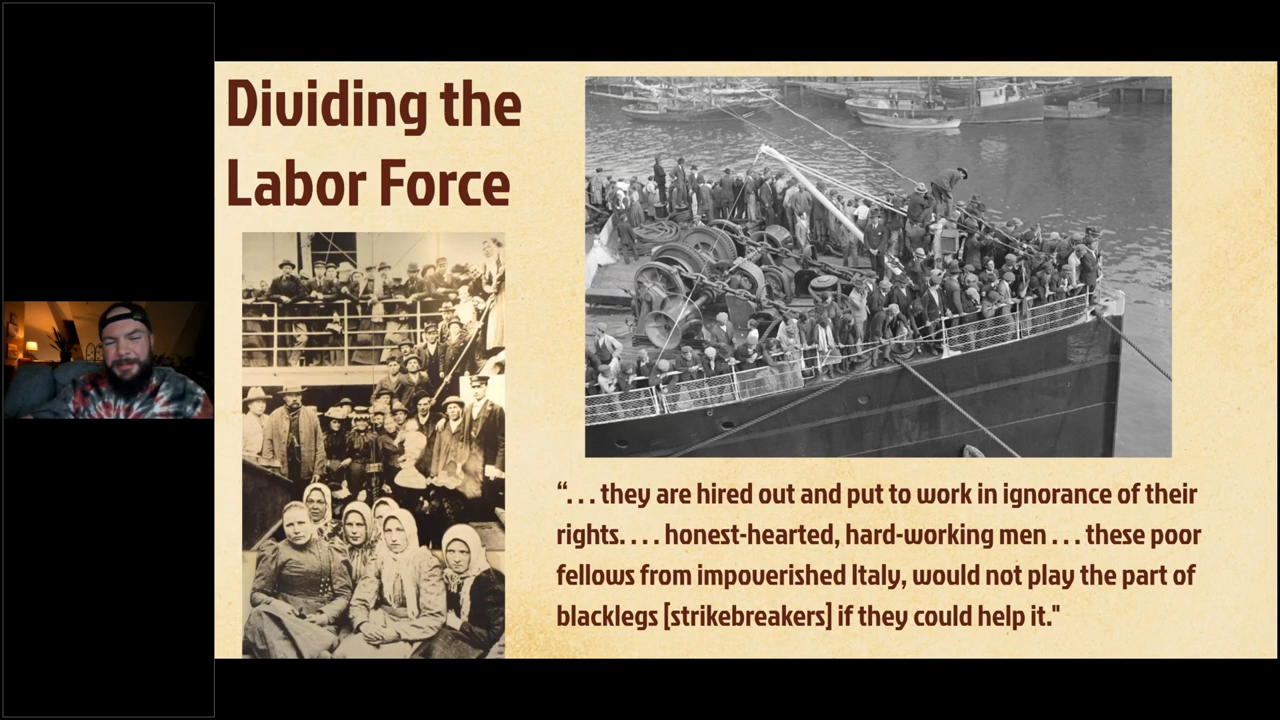 Dividing the
Labor Force
“. . . they are hired out and put to work in ignorance of their
rights. . . . honest-hearted, hard-working men . . . these poor
fellows from impoverished Italy, would not play the part of
blacklegs [strikebreakers] if they could help it."